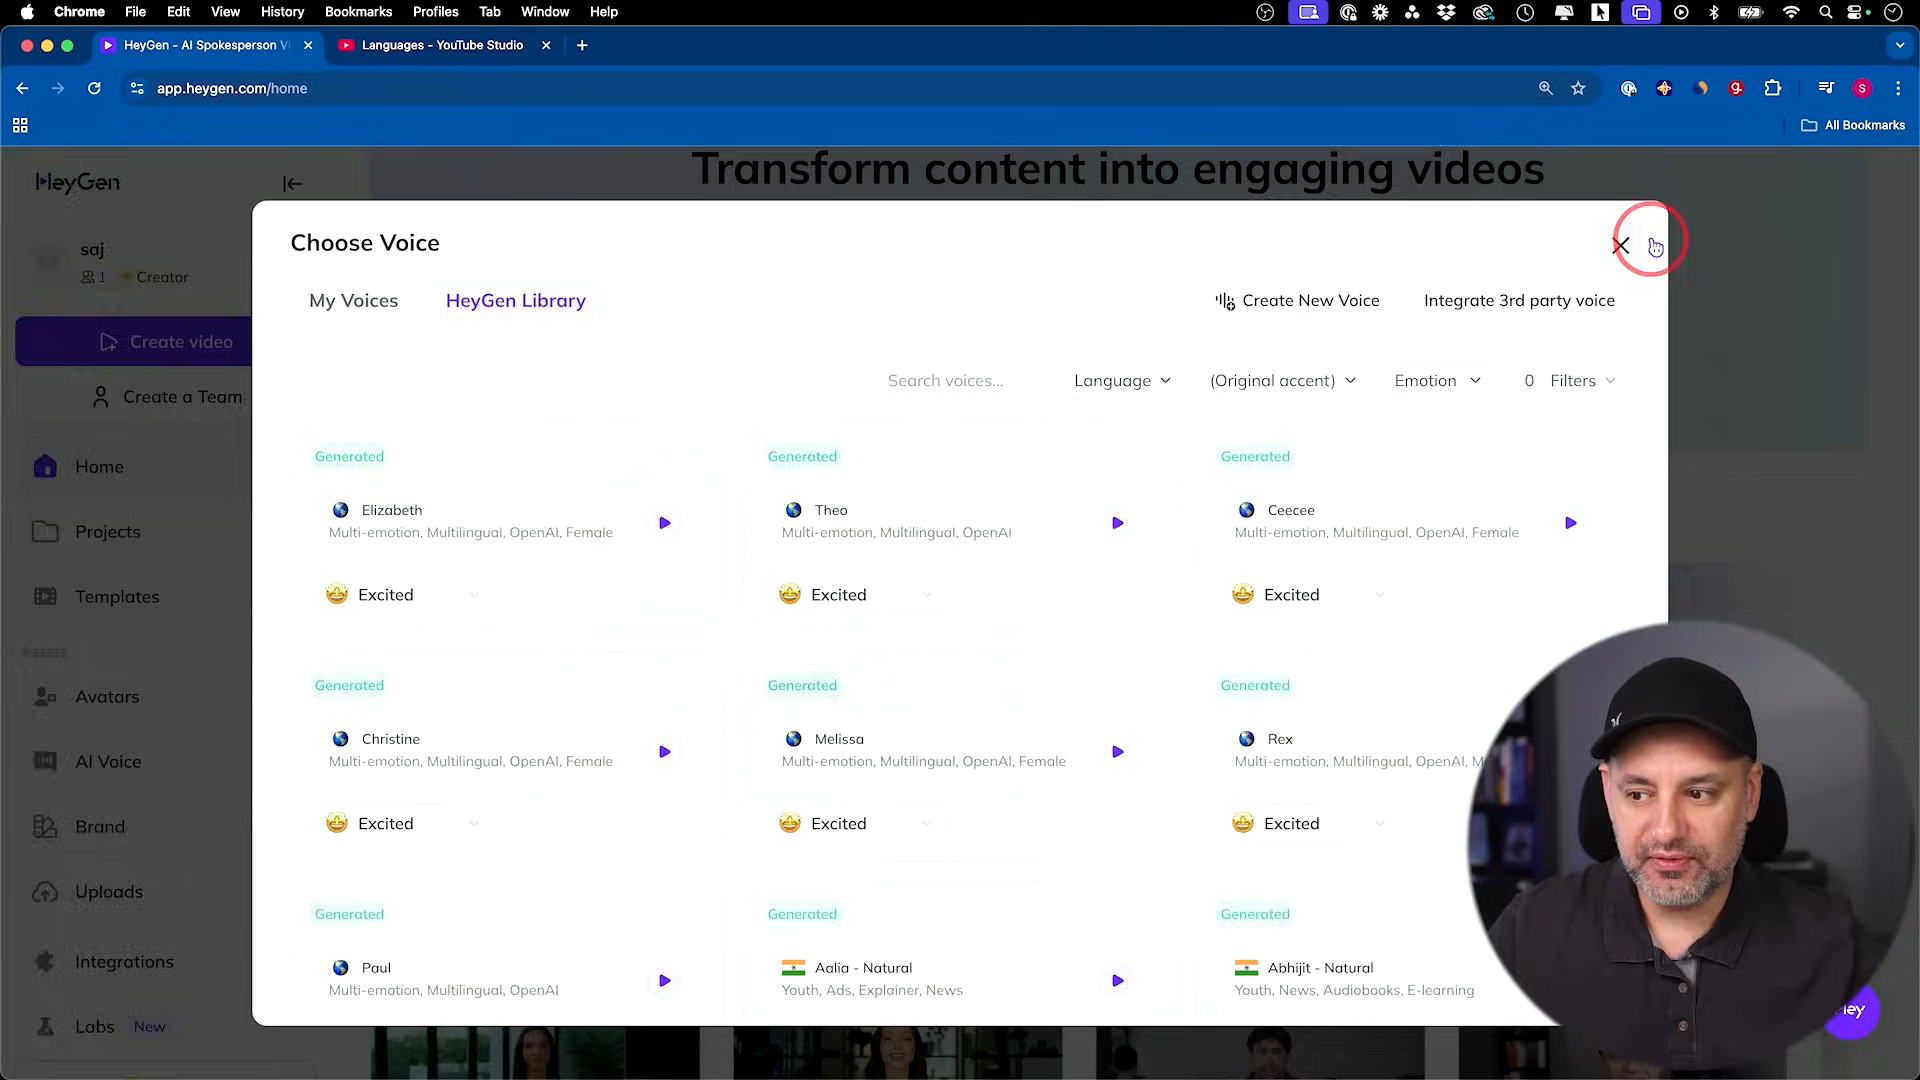 Chrome File Edit View History Bookmarks Profiles Tab Window Help
HeyGen - AI Spokesperson Vi
Languages - YouTube Studio
app.heygen.com/home
All Bookmarks
HeyGen
Transform content into engaging videos
saj
1 Creator
Create video
Create a Team
Home
Projects
Templates
Avatars
AI Voice
Brand
Uploads
Integrations
Labs New
Choose Voice
My Voices HeyGen Library Create New Voice Integrate 3rd party voice
Search voices... Language (Original accent) Emotion 0 Filters
Generated Generated Generated
Elizabeth Theo Ceecee
Multi-emotion, Multilingual, OpenAI, Female Multi-emotion, Multilingual, OpenAI Multi-emotion, Multilingual, OpenAI, Female
Excited Excited Excited
Generated Generated Generated
Christine Melissa Rex
Multi-emotion, Multilingual, OpenAI, Female Multi-emotion, Multilingual, OpenAI, Female Multi-emotion, Multilingual, OpenAI, M
Excited Excited Excited
Generated Generated Generated
Paul Aalia - Natural Abhijit - Natural
Multi-emotion, Multilingual, OpenAI Youth, Ads, Explainer, News Youth, News, Audiobooks, E-learning